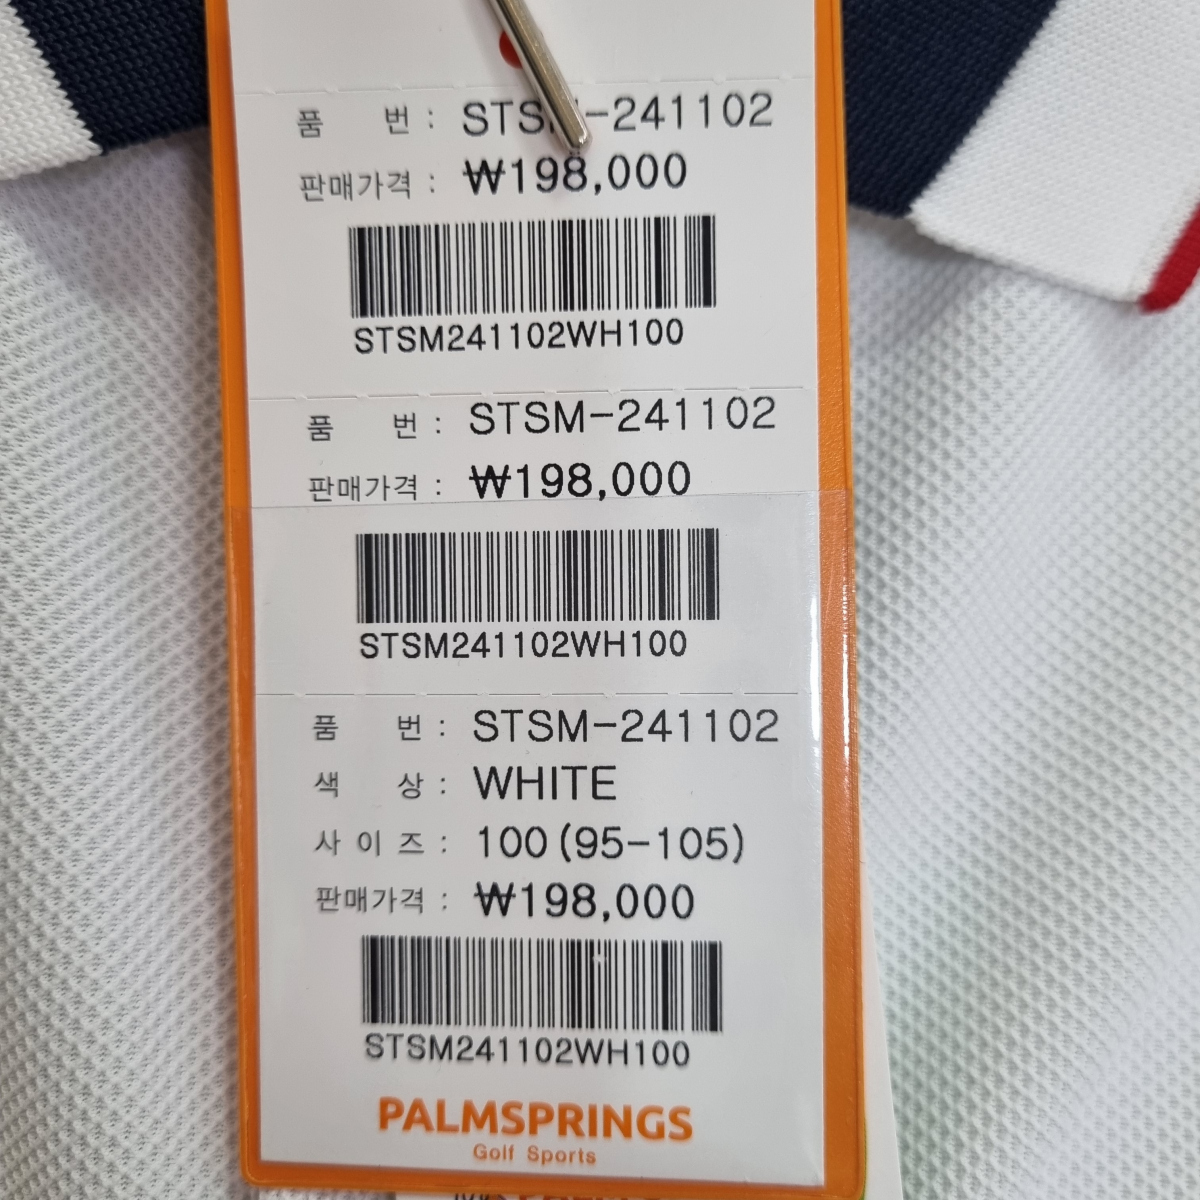 품 번 : STSM-241102
판매가격 : ₩198,000
STSM241102WH100
품 번 : STSM-241102
판매가격 : ₩198,000
STSM241102WH100
품 번 : STSM-241102
색 상 : WHITE
사 이 즈 : 100 (95-105)
판매가격 : ₩198,000
STSM241102WH100
PALMSPRINGS
Golf Sports